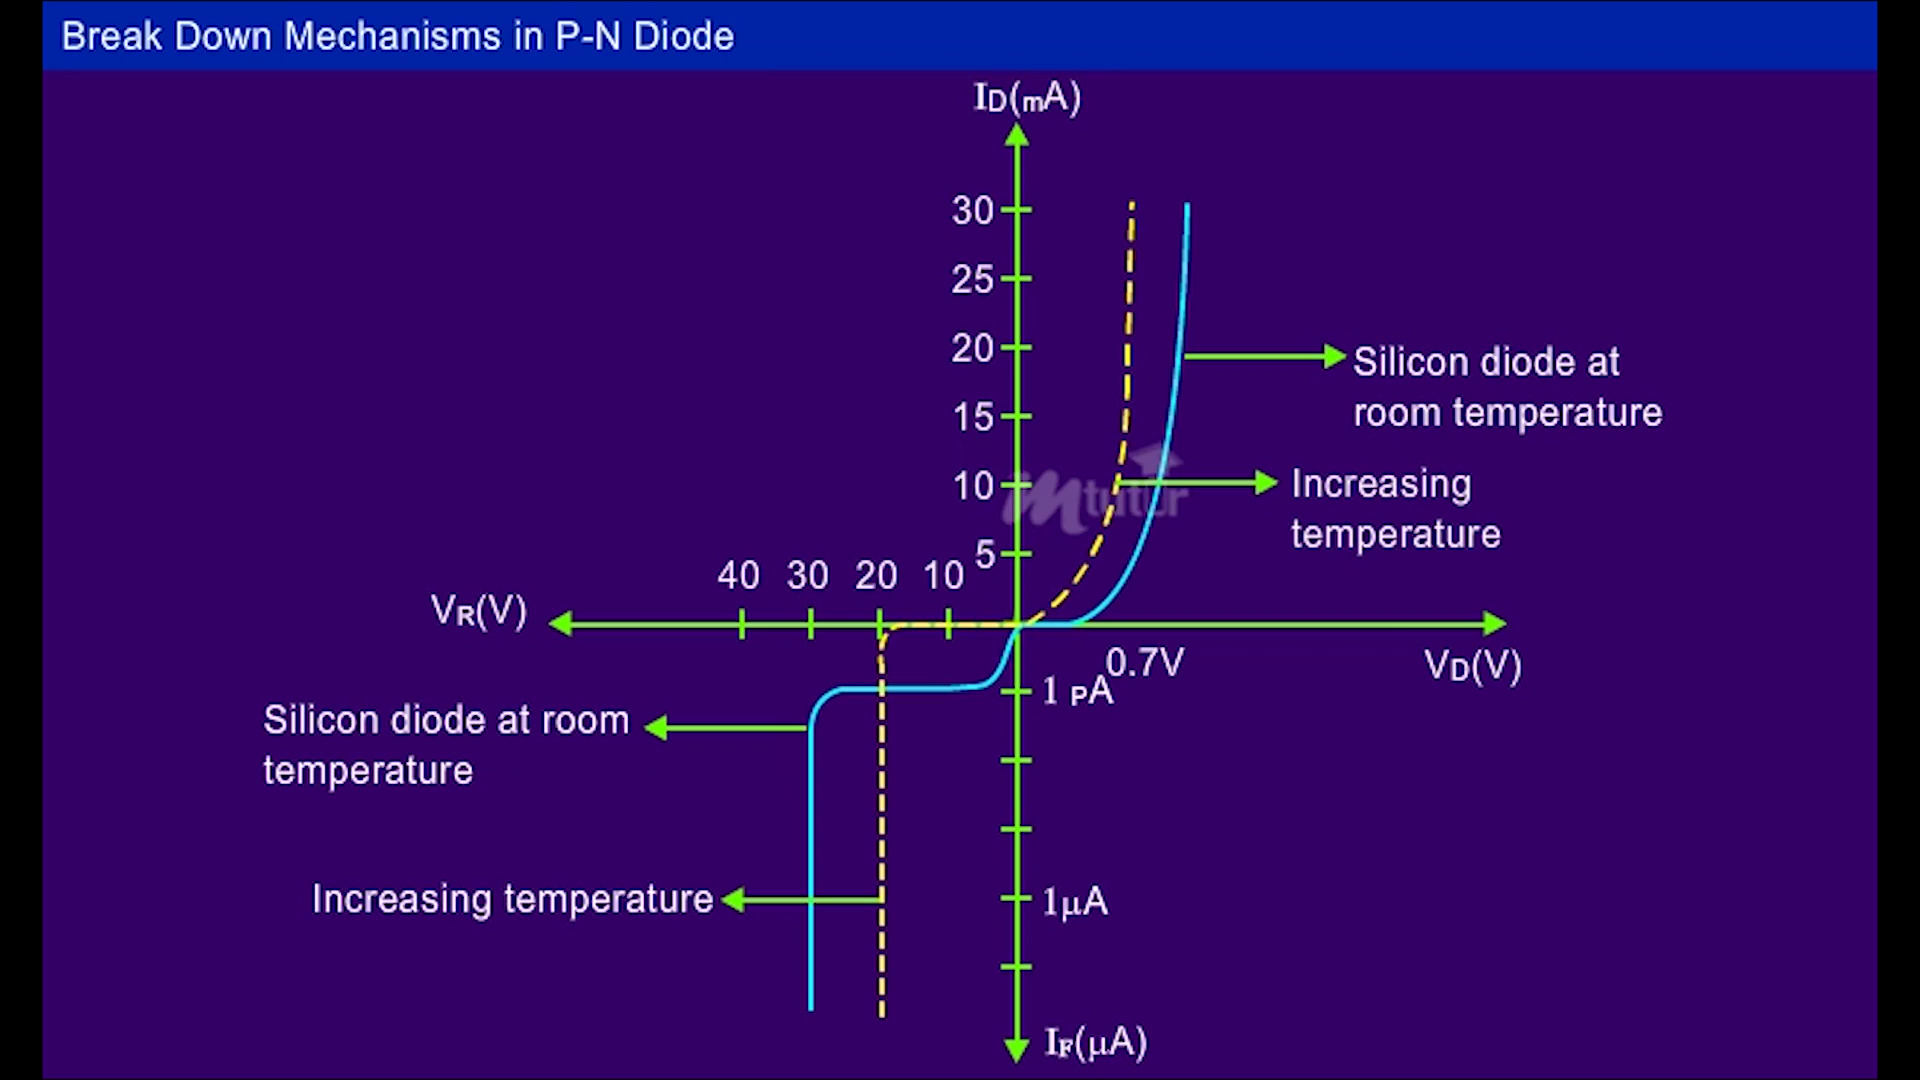 Break Down Mechanisms in P-N Diode
ID(mA)
30
25
20
15
10
5
Silicon diode at
room temperature
Increasing
temperature
imtutor
40 30 20 10
VR(V)
0.7V
VD(V)
1 pA
Silicon diode at room
temperature
Increasing temperature
1μA
IF(μA)